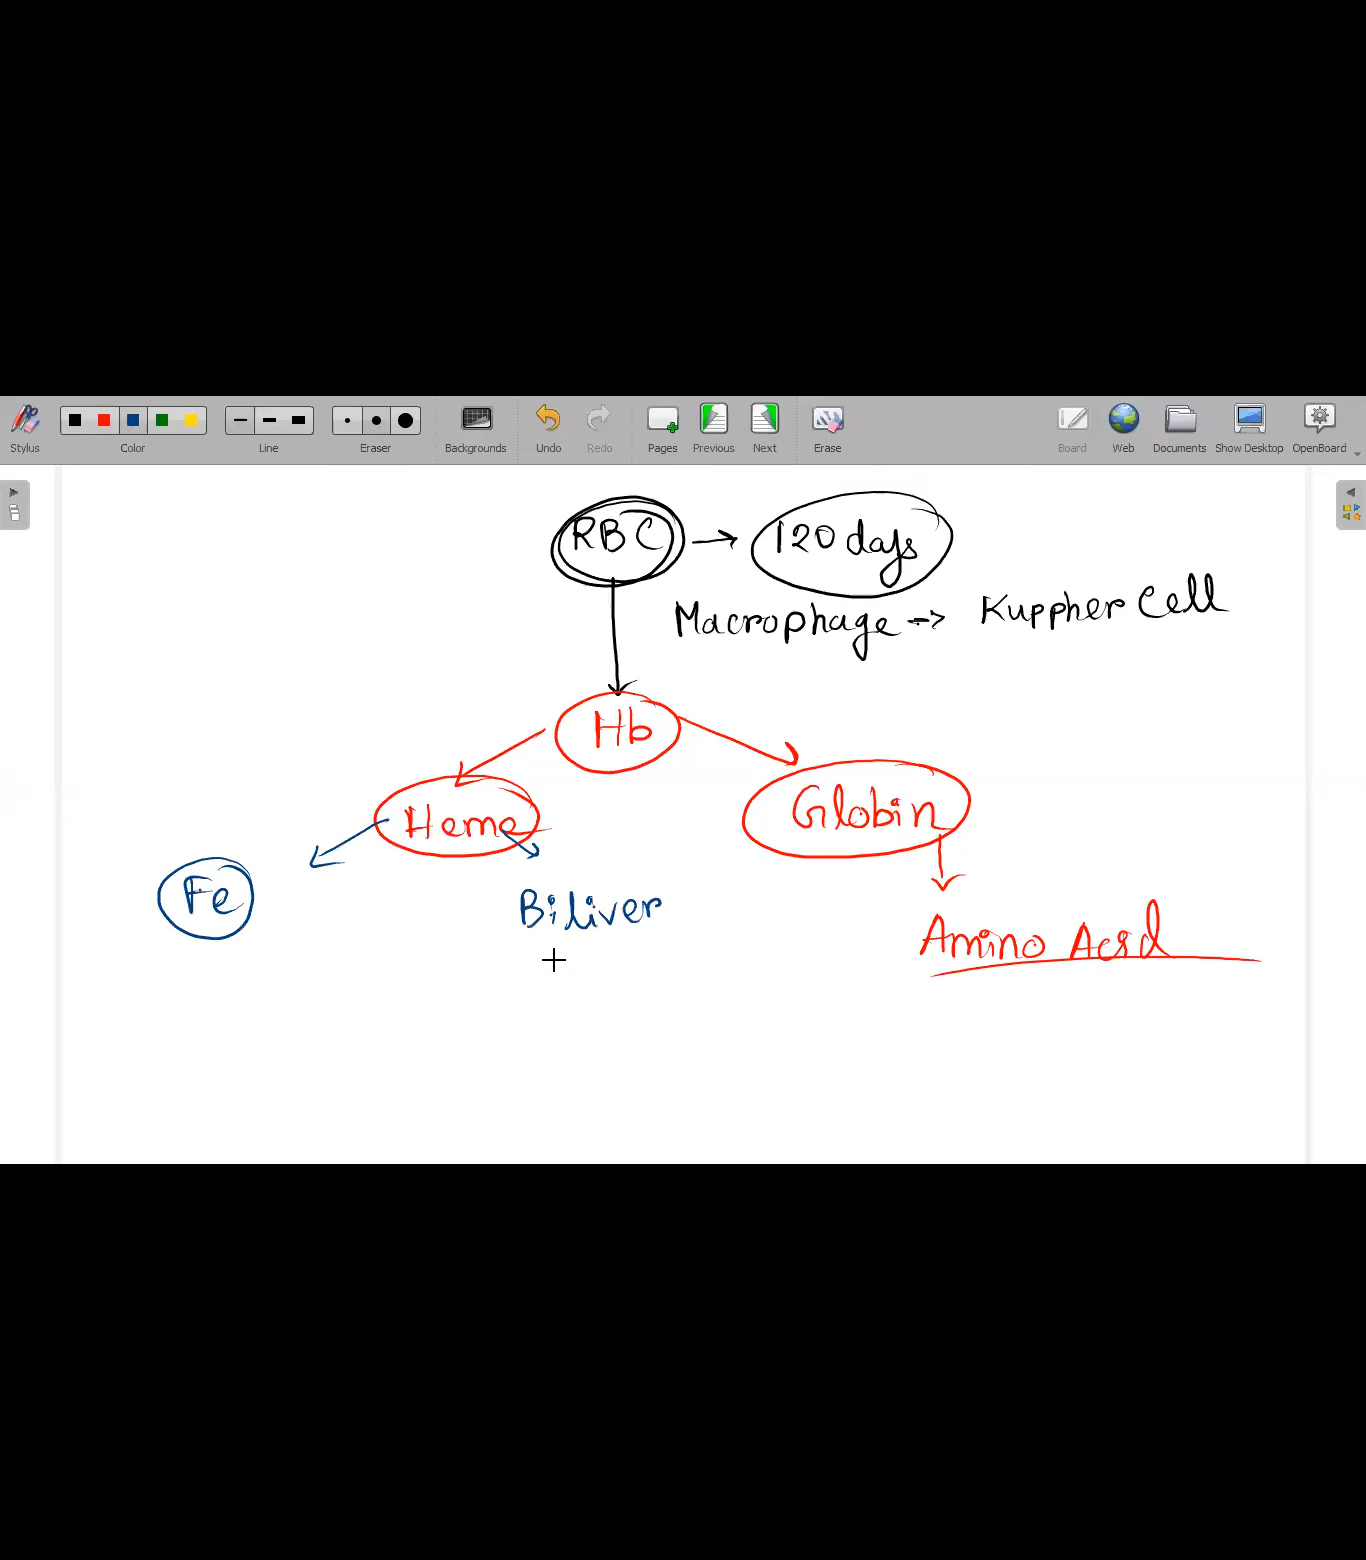 Stylus Color Line Eraser Backgrounds Undo Redo Pages Previous Next Erase Board Web Documents Show Desktop OpenBoard
RBC → 120 days
Macrophage → Kuppher Cell
Hb
Heme Globin
Fe Biliver Amino Acid